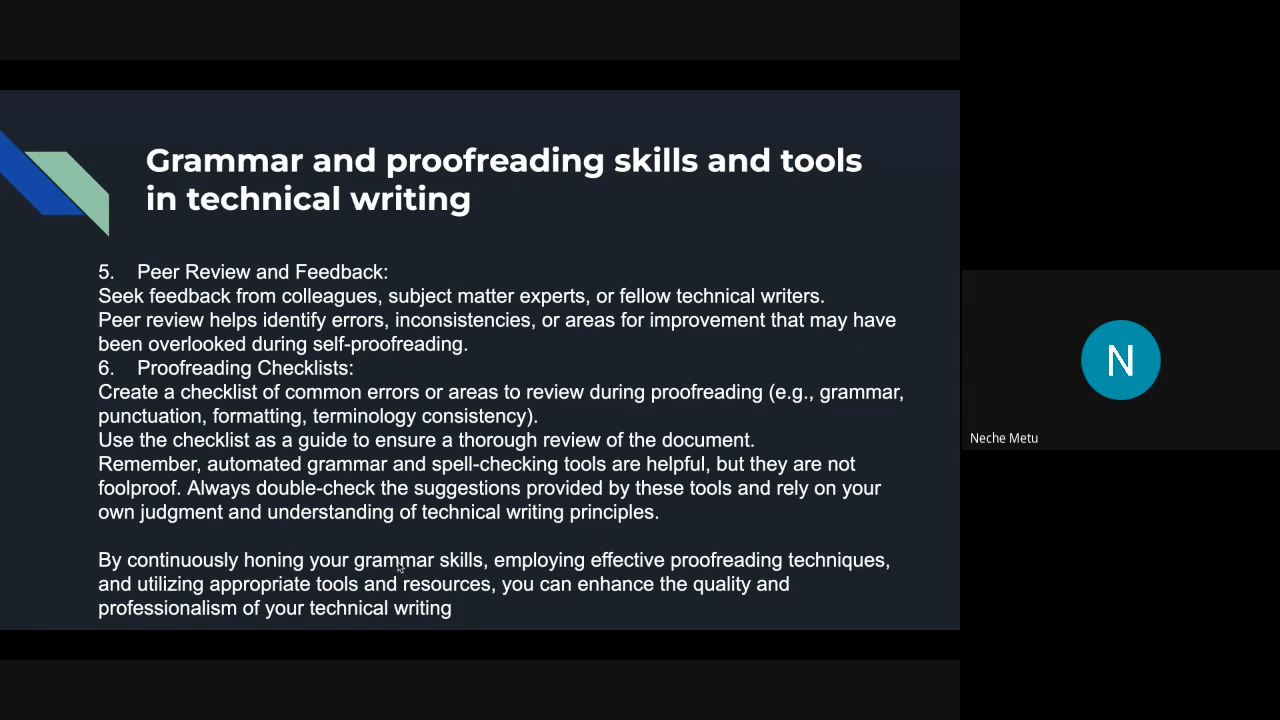 Grammar and proofreading skills and tools
in technical writing
5. Peer Review and Feedback:
Seek feedback from colleagues, subject matter experts, or fellow technical writers.
Peer review helps identify errors, inconsistencies, or areas for improvement that may have
been overlooked during self-proofreading.
6. Proofreading Checklists:
Create a checklist of common errors or areas to review during proofreading (e.g., grammar,
punctuation, formatting, terminology consistency).
Use the checklist as a guide to ensure a thorough review of the document.
Remember, automated grammar and spell-checking tools are helpful, but they are not
foolproof. Always double-check the suggestions provided by these tools and rely on your
own judgment and understanding of technical writing principles.
By continuously honing your grammar skills, employing effective proofreading techniques,
and utilizing appropriate tools and resources, you can enhance the quality and
professionalism of your technical writing
N
Neche Metu